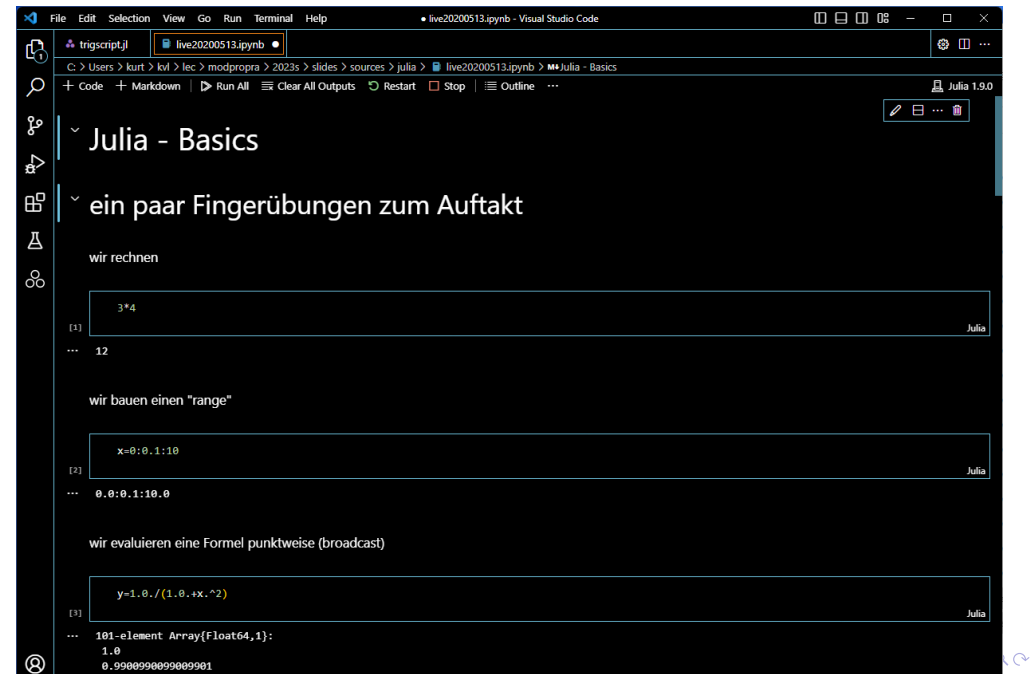 File Edit Selection View Go Run Terminal Help ● live20200513.ipynb - Visual Studio Code
trigscript.jl live20200513.ipynb ●
C: > Users > kurt > kvl > lec > modpropra > 2023s > slides > sources > julia > live20200513.ipynb > M↓Julia - Basics
+ Code + Markdown | Run All Clear All Outputs Restart Stop | Outline ··· Julia 1.9.0
1
Julia - Basics
ein paar Fingerübungen zum Auftakt
wir rechnen
3*4
[1] Julia
··· 12
wir bauen einen "range"
x=0:0.1:10
[2] Julia
··· 0.0:0.1:10.0
wir evaluieren eine Formel punktweise (broadcast)
y=1.0./(1.0.+x.^2)
[3] Julia
··· 101-element Array{Float64,1}:
1.0
0.9900990099009901